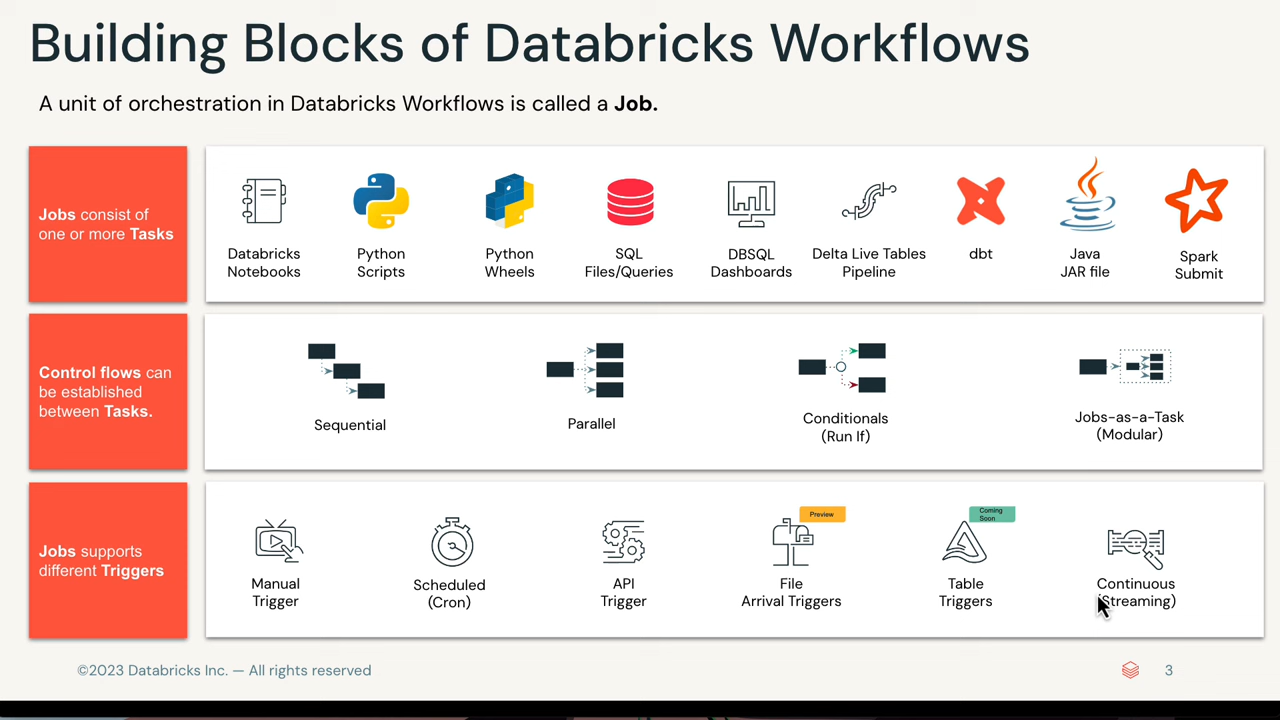 Building Blocks of Databricks Workflows
A unit of orchestration in Databricks Workflows is called a Job.
Jobs consist of
one or more Tasks
Databricks
Notebooks
Python
Scripts
Python
Wheels
SQL
Files/Queries
DBSQL
Dashboards
Delta Live Tables
Pipeline
dbt
Java
JAR file
Spark
Submit
Control flows can
be established
between Tasks.
Sequential
Parallel
Conditionals
(Run If)
Jobs-as-a-Task
(Modular)
Jobs supports
different Triggers
Manual
Trigger
Scheduled
(Cron)
API
Trigger
Preview
File
Arrival Triggers
Coming
Soon
Table
Triggers
Continuous
(Streaming)
©2023 Databricks Inc. — All rights reserved
3